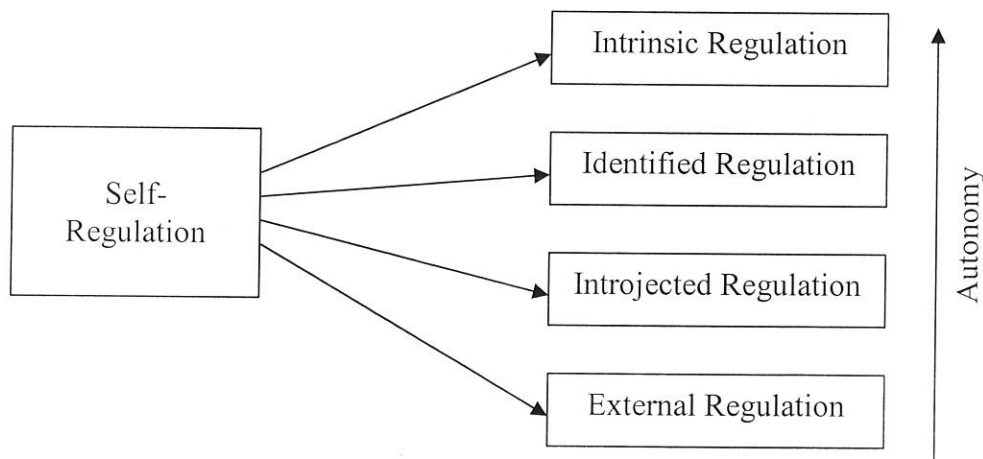 Intrinsic Regulation
Identified Regulation
Self-
Regulation
Introjected Regulation
External Regulation
Autonomy